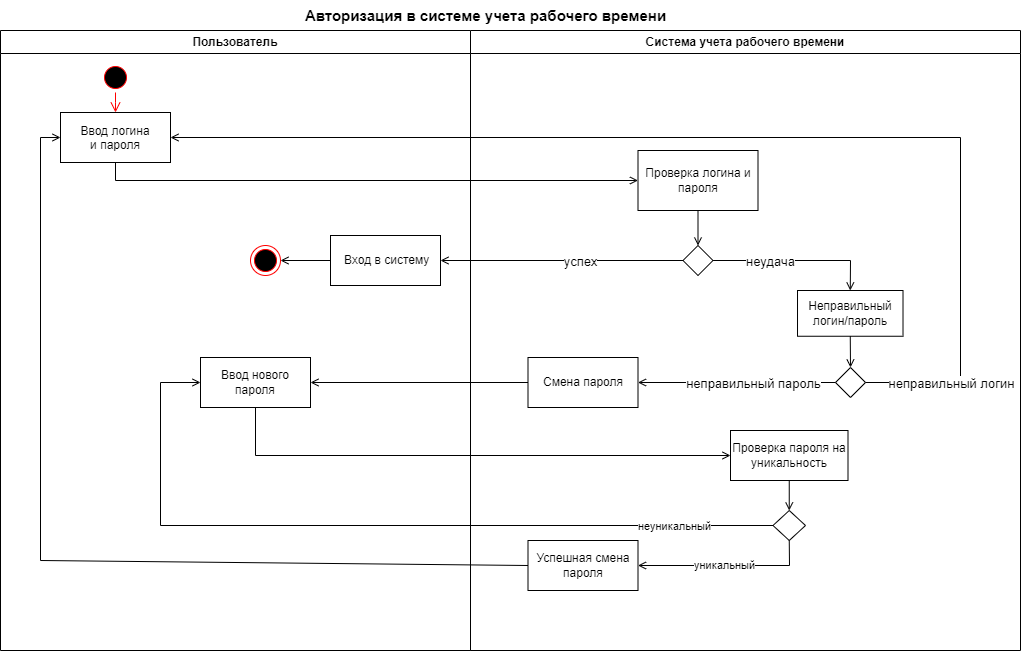 Авторизация в системе учета рабочего времени
Пользователь
Система учета рабочего времени
Ввод логина
и пароля
Проверка логина и
пароля
Вход в систему
успех
неудача
Неправильный
логин/пароль
Ввод нового
пароля
Смена пароля
неправильный пароль
неправильный логин
Проверка пароля на
уникальность
неуникальный
Успешная смена
пароля
уникальный